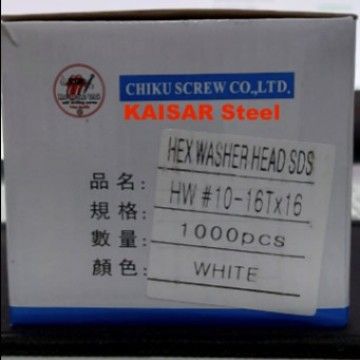 CHIKU SCREW CO.,LTD.
KAISAR Steel
HEX WASHER HEAD SDS
品名: HW #10-16Tx16
規格:
數量: 1000pcs
顏色: WHITE